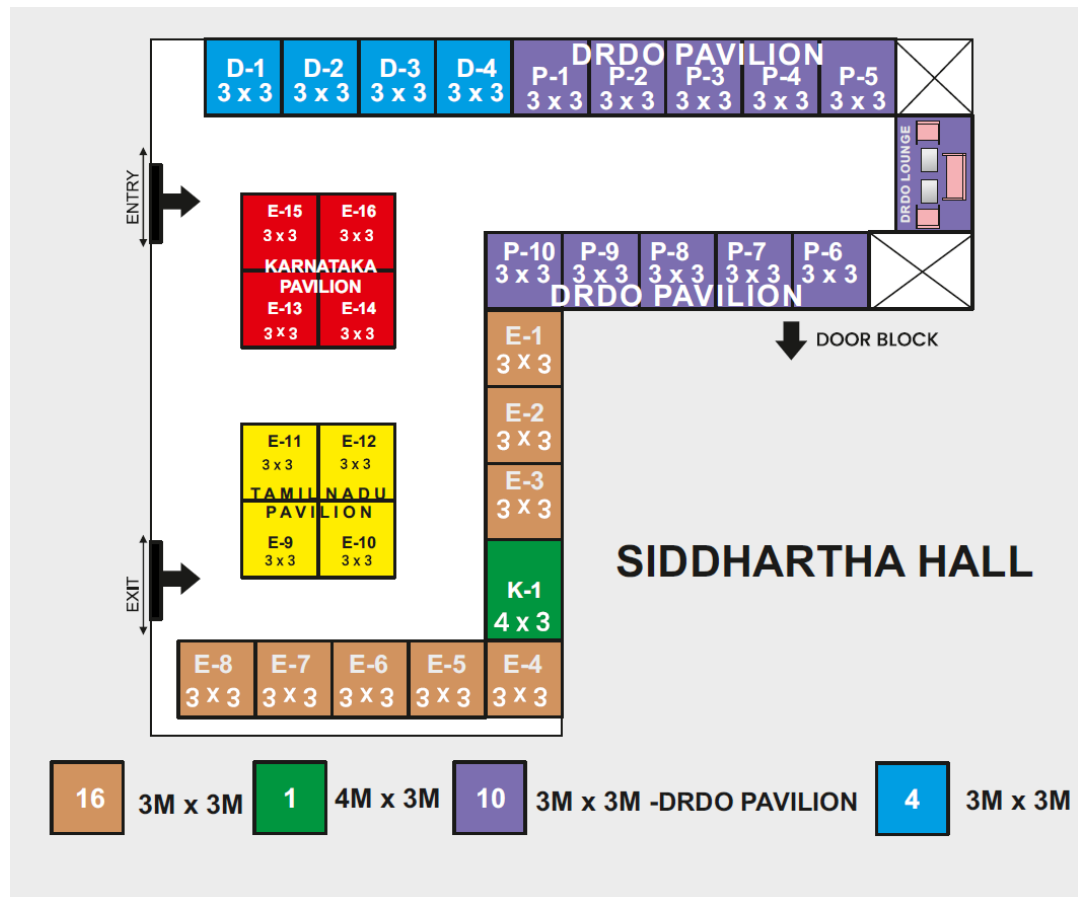 DRDO PAVILION
D-1 D-2 D-3 D-4 P-1 P-2 P-3 P-4 P-5
3 x 3 3 x 3 3 x 3 3 x 3 3 x 3 3 x 3 3 x 3 3 x 3 3 x 3
DRDO LOUNGE
ENTRY
E-15 E-16
3 x 3 3 x 3
KARNATAKA
PAVILION
E-13 E-14
3 x 3 3 x 3
P-10 P-9 P-8 P-7 P-6
3 x 3 3 x 3 3 x 3 3 x 3 3 x 3
DRDO PAVILION
DOOR BLOCK
E-1
3 x 3
E-2
3 x 3
E-3
3 x 3
E-11 E-12
3 x 3 3 x 3
TAMIL NADU
PAVILION
E-9 E-10
3 x 3 3 x 3
EXIT
SIDDHARTHA HALL
K-1
4 x 3
E-8 E-7 E-6 E-5 E-4
3 x 3 3 x 3 3 x 3 3 x 3 3 x 3
16 3M x 3M 1 4M x 3M 10 3M x 3M -DRDO PAVILION 4 3M x 3M